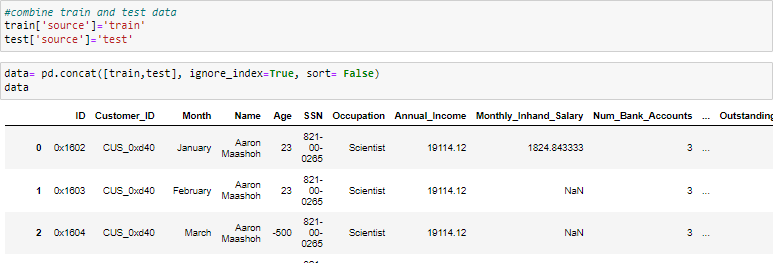 #combine train and test data
train['source']='train'
test['source']='test'
data= pd.concat([train,test], ignore_index=True, sort= False)
data
ID Customer_ID Month Name Age SSN Occupation Annual_Income Monthly_Inhand_Salary Num_Bank_Accounts ... Outstanding
0 0x1602 CUS_0xd40 January Aaron Maashoh 23 821-00-0265 Scientist 19114.12 1824.843333 3 ...
1 0x1603 CUS_0xd40 February Aaron Maashoh 23 821-00-0265 Scientist 19114.12 NaN 3 ...
2 0x1604 CUS_0xd40 March Aaron Maashoh -500 821-00-0265 Scientist 19114.12 NaN 3 ...